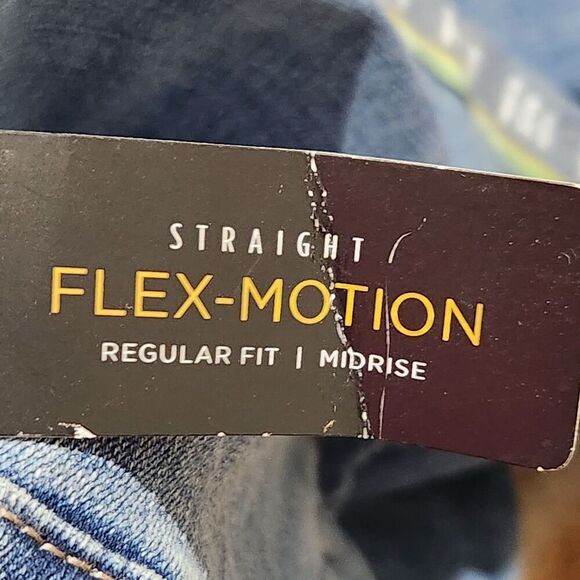 STRAIGHT
FLEX-MOTION
REGULAR FIT | MIDRISE